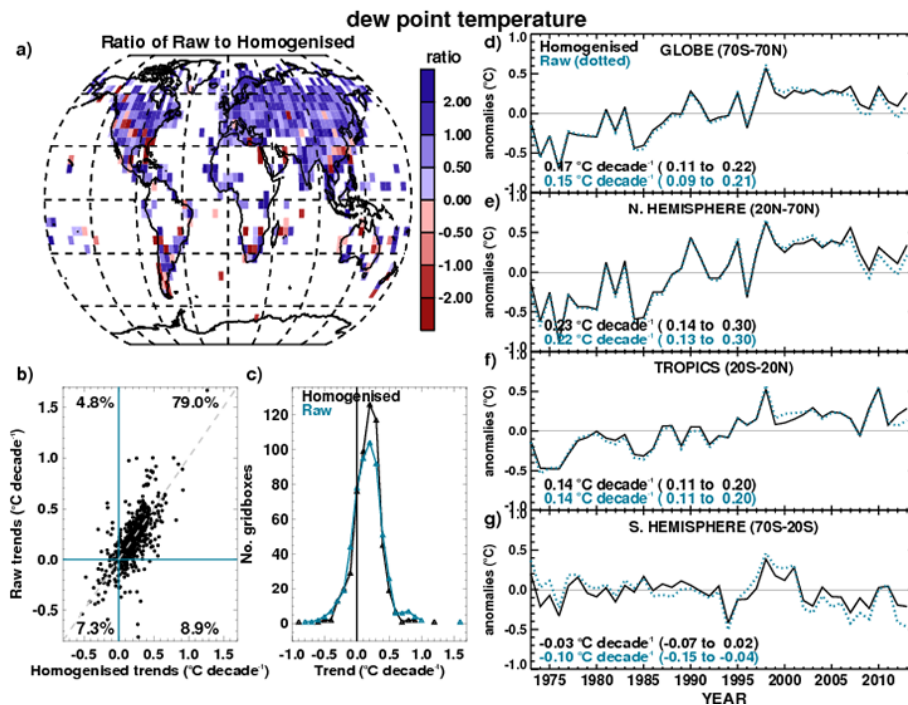 dew point temperature
a)
Ratio of Raw to Homogenised
ratio
2.00
1.00
0.50
0.00
-0.50
-1.00
-2.00
b)
4.8%
79.0%
7.3%
8.9%
1.5
1.0
0.5
0.0
-0.5
Raw trends (°C decade⁻¹)
-0.5 0.0 0.5 1.0 1.5
Homogenised trends (°C decade⁻¹)
c)
Homogenised
Raw
120
100
80
60
40
20
0
No. gridboxes
-1.0 -0.5 0.0 0.5 1.0 1.5
Trend (°C decade⁻¹)
d)
Homogenised
Raw (dotted)
GLOBE (70S-70N)
1.0
0.5
0.0
-0.5
-1.0
anomalies (°C)
0.17 °C decade⁻¹ ( 0.11 to 0.22)
0.15 °C decade⁻¹ ( 0.09 to 0.21)
e)
N. HEMISPHERE (20N-70N)
1.0
0.5
0.0
-0.5
-1.0
anomalies (°C)
0.23 °C decade⁻¹ ( 0.14 to 0.30)
0.22 °C decade⁻¹ ( 0.13 to 0.30)
f)
TROPICS (20S-20N)
1.0
0.5
0.0
-0.5
-1.0
anomalies (°C)
0.14 °C decade⁻¹ ( 0.11 to 0.20)
0.14 °C decade⁻¹ ( 0.11 to 0.20)
g)
S. HEMISPHERE (70S-20S)
1.0
0.5
0.0
-0.5
-1.0
anomalies (°C)
-0.03 °C decade⁻¹ (-0.07 to 0.02)
-0.10 °C decade⁻¹ (-0.15 to -0.04)
1975 1980 1985 1990 1995 2000 2005 2010
YEAR